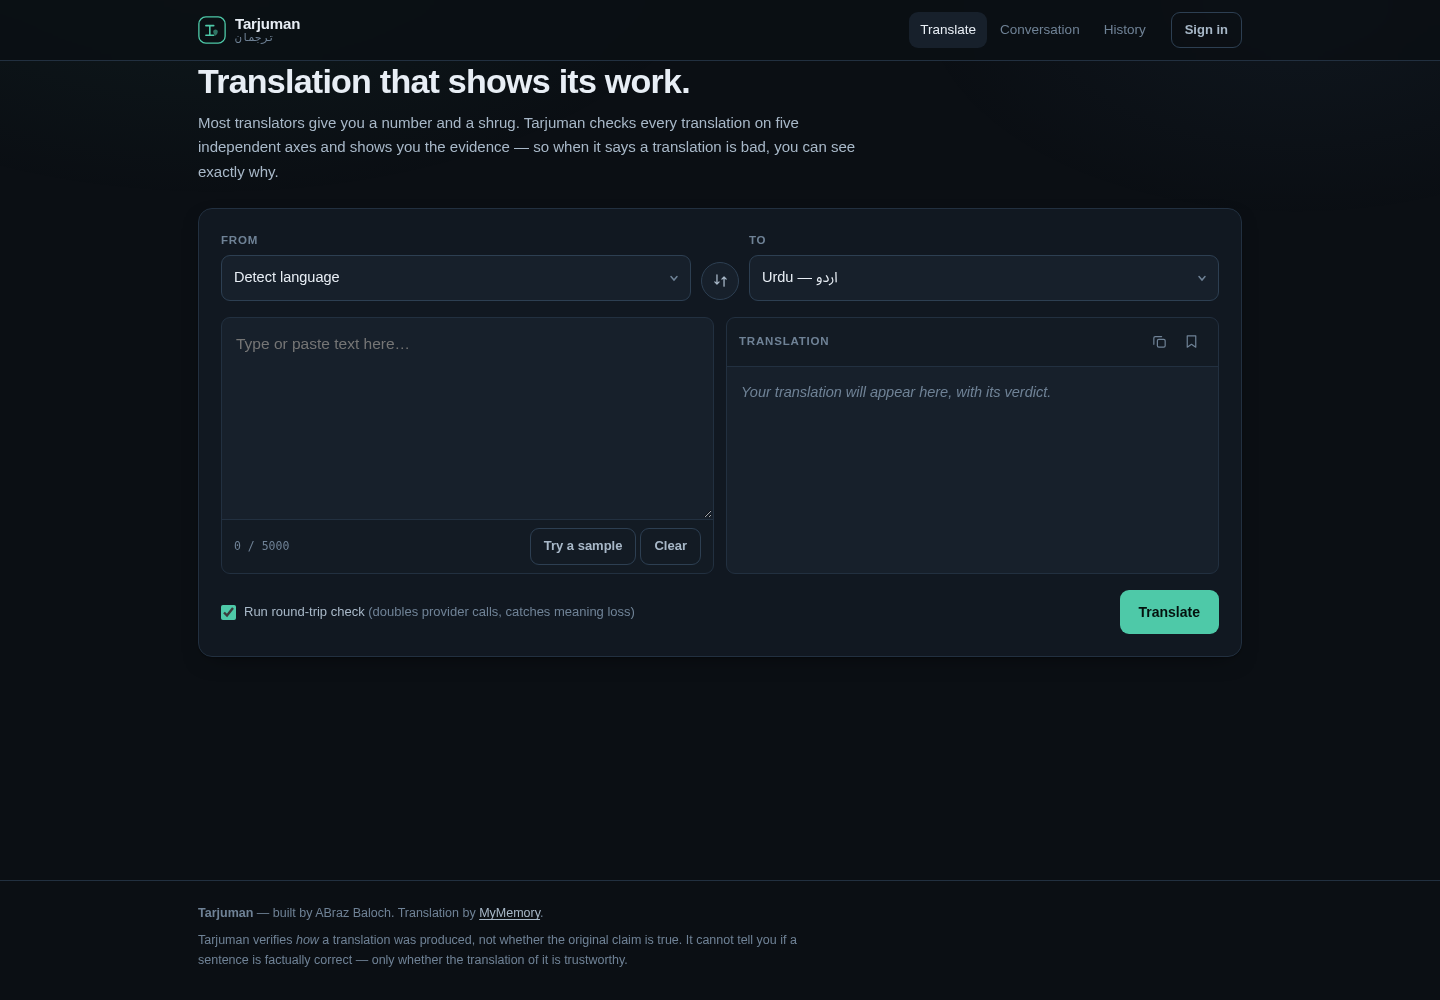 Tarjuman
ترجمان
Translate
Conversation
History
Sign in
Translation that shows its work.
Most translators give you a number and a shrug. Tarjuman checks every translation on five
independent axes and shows you the evidence — so when it says a translation is bad, you can see
exactly why.
FROM
TO
Detect language
Urdu — اردو
Type or paste text here…
TRANSLATION
Your translation will appear here, with its verdict.
0 / 5000
Try a sample
Clear
Run round-trip check (doubles provider calls, catches meaning loss)
Translate
Tarjuman — built by ABraz Baloch. Translation by MyMemory.
Tarjuman verifies how a translation was produced, not whether the original claim is true. It cannot tell you if a
sentence is factually correct — only whether the translation of it is trustworthy.